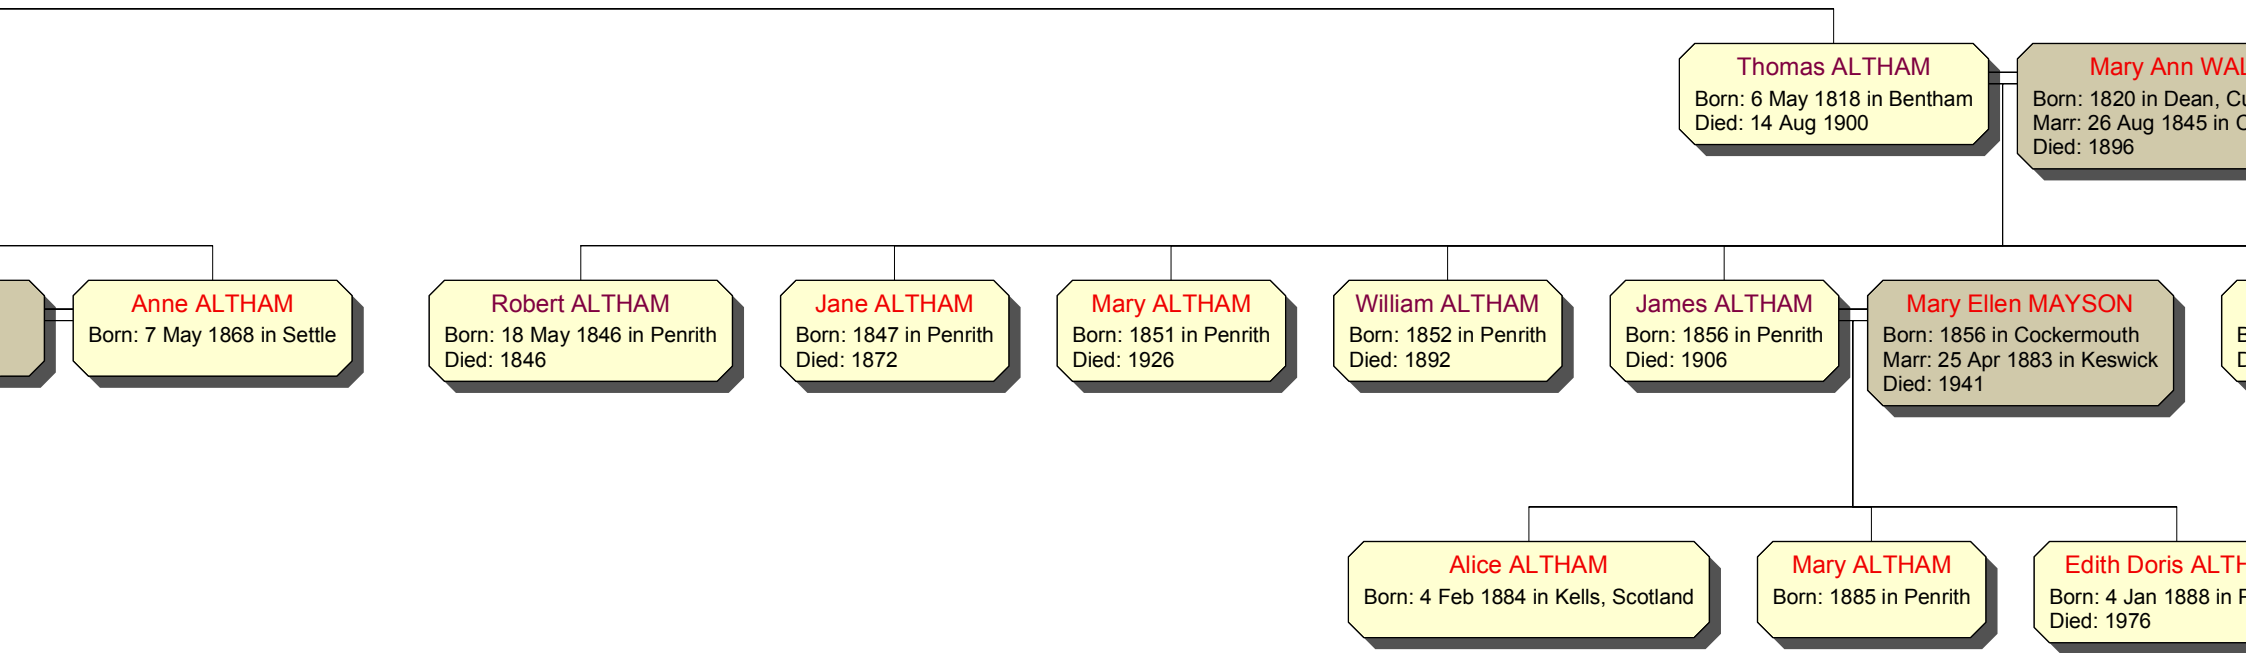 Thomas ALTHAM
Born: 6 May 1818 in Bentham
Died: 14 Aug 1900
Mary Ann
Born: 1820 in Dean,
Marr: 26 Aug 1845 in
Died: 1896
Anne ALTHAM
Born: 7 May 1868 in Settle
Robert ALTHAM
Born: 18 May 1846 in Penrith
Died: 1846
Jane ALTHAM
Born: 1847 in Penrith
Died: 1872
Mary ALTHAM
Born: 1851 in Penrith
Died: 1926
William ALTHAM
Born: 1852 in Penrith
Died: 1892
James ALTHAM
Born: 1856 in Penrith
Died: 1906
Mary Ellen MAYSON
Born: 1856 in Cockermouth
Marr: 25 Apr 1883 in Keswick
Died: 1941
Alice ALTHAM
Born: 4 Feb 1884 in Kells, Scotland
Mary ALTHAM
Born: 1885 in Penrith
Edith Doris
Born: 4 Jan 1888 in
Died: 1976